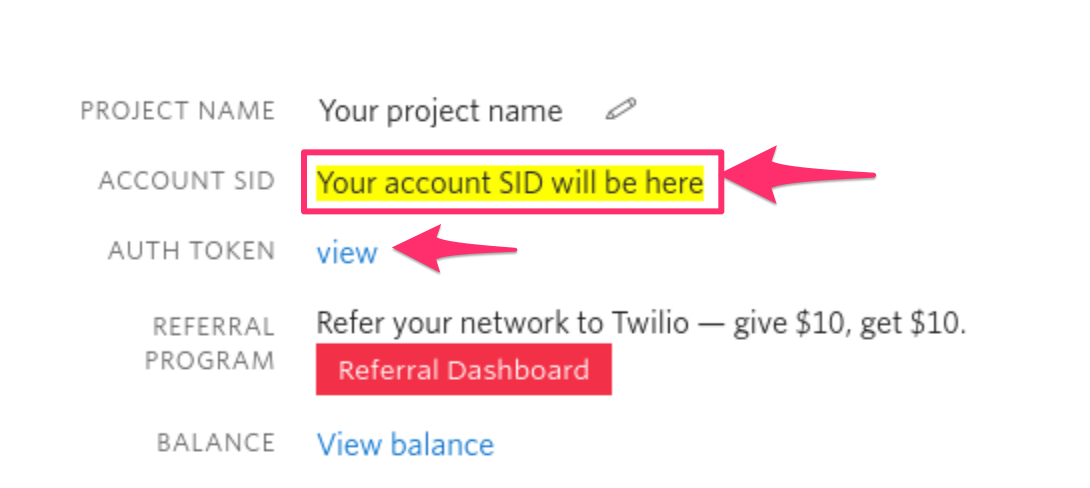 PROJECT NAME Your project name
ACCOUNT SID Your account SID will be here
AUTH TOKEN view
REFERRAL PROGRAM Refer your network to Twilio — give $10, get $10.
Referral Dashboard
BALANCE View balance